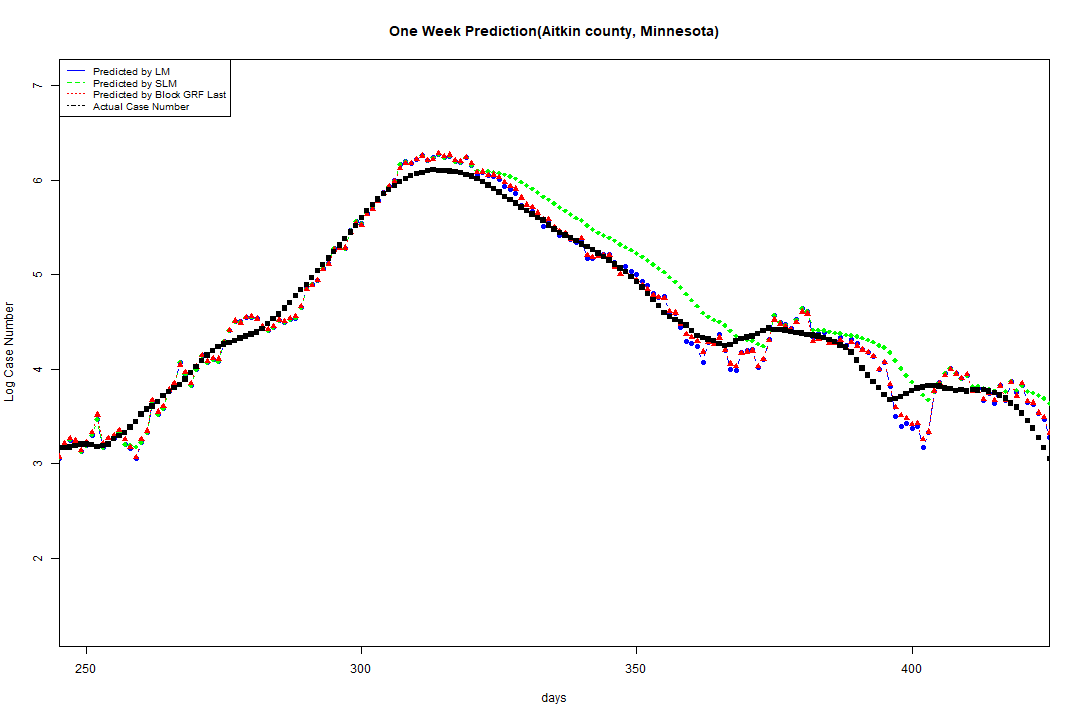 One Week Prediction(Aitkin county, Minnesota)
Predicted by LM
Predicted by SLM
Predicted by Block GRF Last
Actual Case Number
7
6
5
4
3
2
Log Case Number
250 300 350 400
days